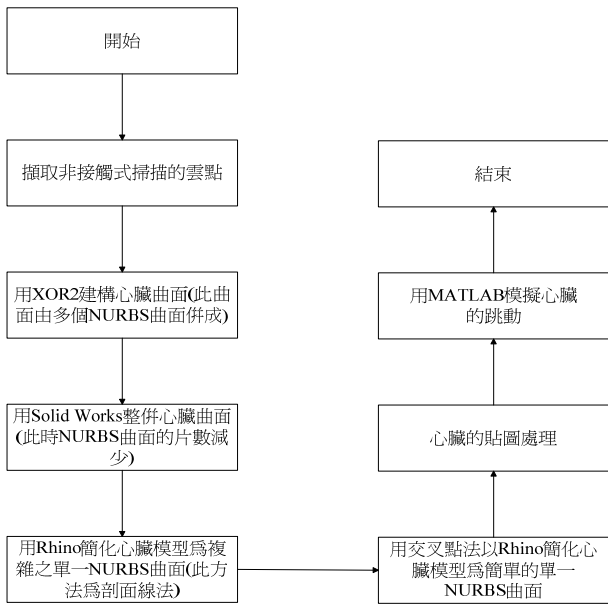 開始
擷取非接觸式掃描的雲點
用XOR2建構心臟曲面(此曲
面由多個NURBS曲面倂成)
用Solid Works整倂心臟曲面
(此時NURBS曲面的片數減
少)
用Rhino簡化心臟模型爲複
雜之單一NURBS曲面(此方
法爲剖面線法)
用交叉點法以Rhino簡化心
臟模型爲簡單的單一
NURBS曲面
心臟的貼圖處理
用MATLAB模擬心臟
的跳動
結束